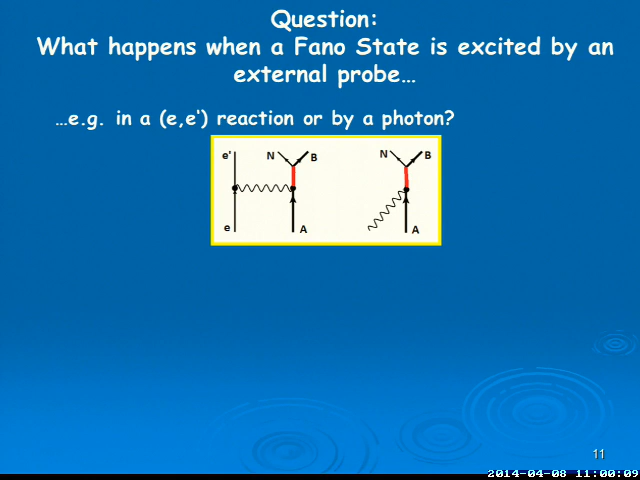 Question:
What happens when a Fano State is excited by an
external probe…
…e.g. in a (e,e') reaction or by a photon?
e' N B N B
e A A
11
2014-04-08 11:00:09